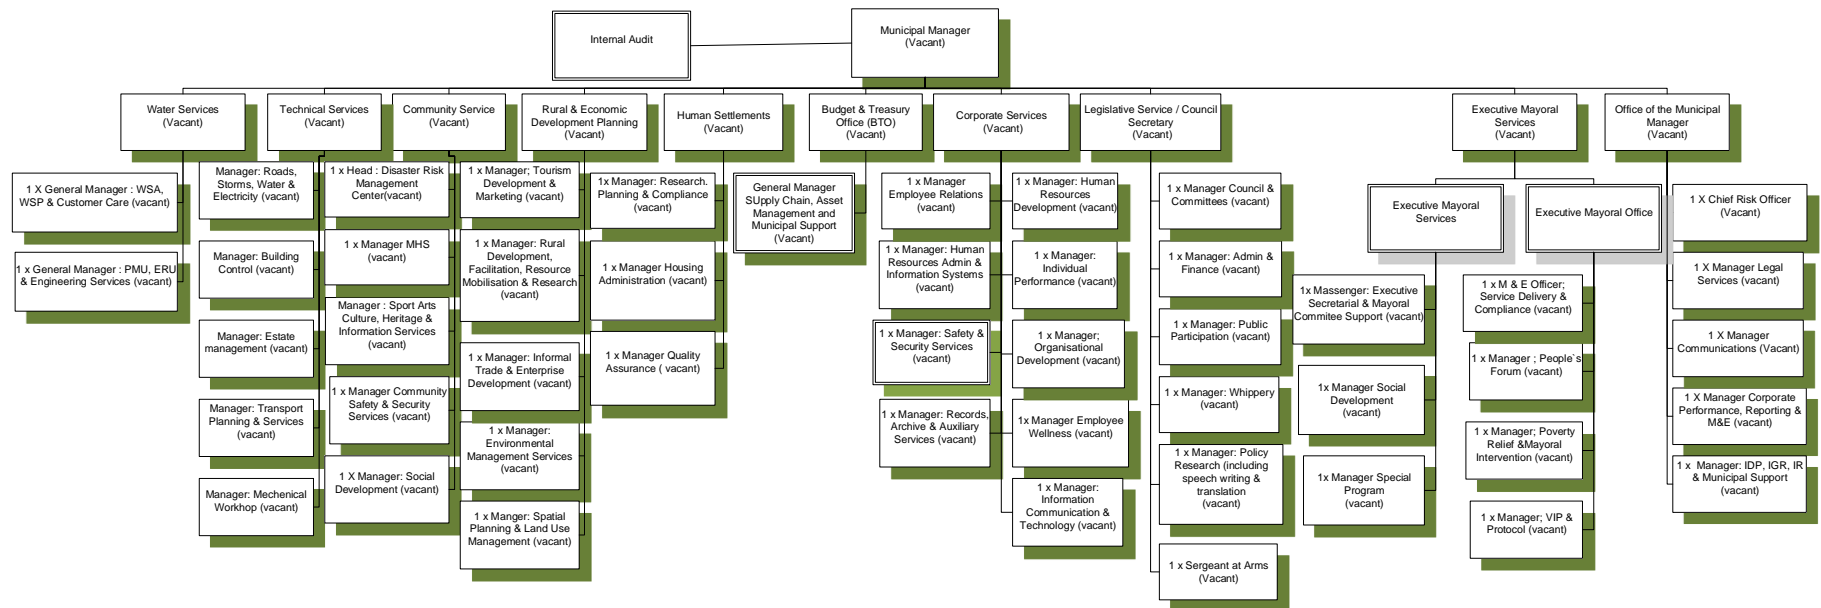 Internal Audit
Municipal Manager
(Vacant)
Water Services
(Vacant)
Technical Services
(Vacant)
Community Service
(Vacant)
Rural & Economic
Development Planning
(Vacant)
Human Settlements
(Vacant)
Budget & Treasury
Office (BTO)
(Vacant)
Corporate Services
(Vacant)
Legislative Service / Council
Secretary
(Vacant)
Executive Mayoral
Services
(Vacant)
Office of the Municipal
Manager
(Vacant)
1 X General Manager : WSA,
WSP & Customer Care (vacant)
1 x General Manager : PMU, ERU
& Engineering Services (vacant)
Manager: Roads,
Storms, Water &
Electricity (vacant)
Manager: Building
Control (vacant)
Manager: Estate
management (vacant)
Manager: Transport
Planning & Services
(vacant)
Manager: Mechenical
Workhop (vacant)
1 x Head : Disaster Risk
Management
Center(vacant)
1 x Manager MHS
(vacant)
Manager : Sport Arts
Culture, Heritage &
Information Services
(vacant)
1 x Manager Community
Safety & Security
Services (vacant)
1 X Manager: Social
Development (vacant)
1 x Manager; Tourism
Development &
Marketing (vacant)
1 x Manager: Rural
Development,
Facilitation, Resource
Mobilisation & Research
(vacant)
1 x Manager: Informal
Trade & Enterprise
Development (vacant)
1 x Manager:
Environmental
Management Services
(vacant)
1 x Manger: Spatial
Planning & Land Use
Management (vacant)
1x Manager: Research.
Planning & Compliance
(vacant)
1 x Manager Housing
Administration (vacant)
1 x Manager Quality
Assurance ( vacant)
General Manager
SUpply Chain, Asset
Management and
Municipal Support
(Vacant)
1 x Manager
Employee Relations
(vacant)
1 x Manager: Human
Resources Admin &
Information Systems
(vacant)
1 x Manager: Safety &
Security Services
(vacant)
1 x Manager: Records,
Archive & Auxiliary
Services (vacant)
1x Manager: Human
Resources
Development (vacant)
1 x Manager:
Individual
Performance (vacant)
1 x Manager;
Organisational
Development (vacant)
1x Manager Employee
Wellness (vacant)
1 x Manager:
Information
Communication &
Technology (vacant)
1 x Manager Council &
Committees (vacant)
1 x Manager: Admin &
Finance (vacant)
1 x Manager: Public
Participation (vacant)
1 x Manager: Whippery
(vacant)
1 x Manager: Policy
Research (including
speech writing &
translation)
(vacant)
1 x Sergeant at Arms
(Vacant)
Executive Mayoral
Services
1x Massenger: Executive
Secretarial & Mayoral
Commitee Support (vacant)
1x Manager Social
Development
(vacant)
1x Manager Special
Program
(vacant)
Executive Mayoral Office
1 x M & E Officer;
Service Delivery &
Compliance (vacant)
1 x Manager ; People`s
Forum (vacant)
1 x Manager; Poverty
Relief &Mayoral
Intervention (vacant)
1 x Manager; VIP &
Protocol (vacant)
1 X Chief Risk Officer
(Vacant)
1 X Manager Legal
Services (vacant)
1 X Manager
Communications (Vacant)
1 X Manager Corporate
Performance, Reporting &
M&E (vacant)
1 x  Manager: IDP, IGR, IR
& Municipal Support
(vacant)